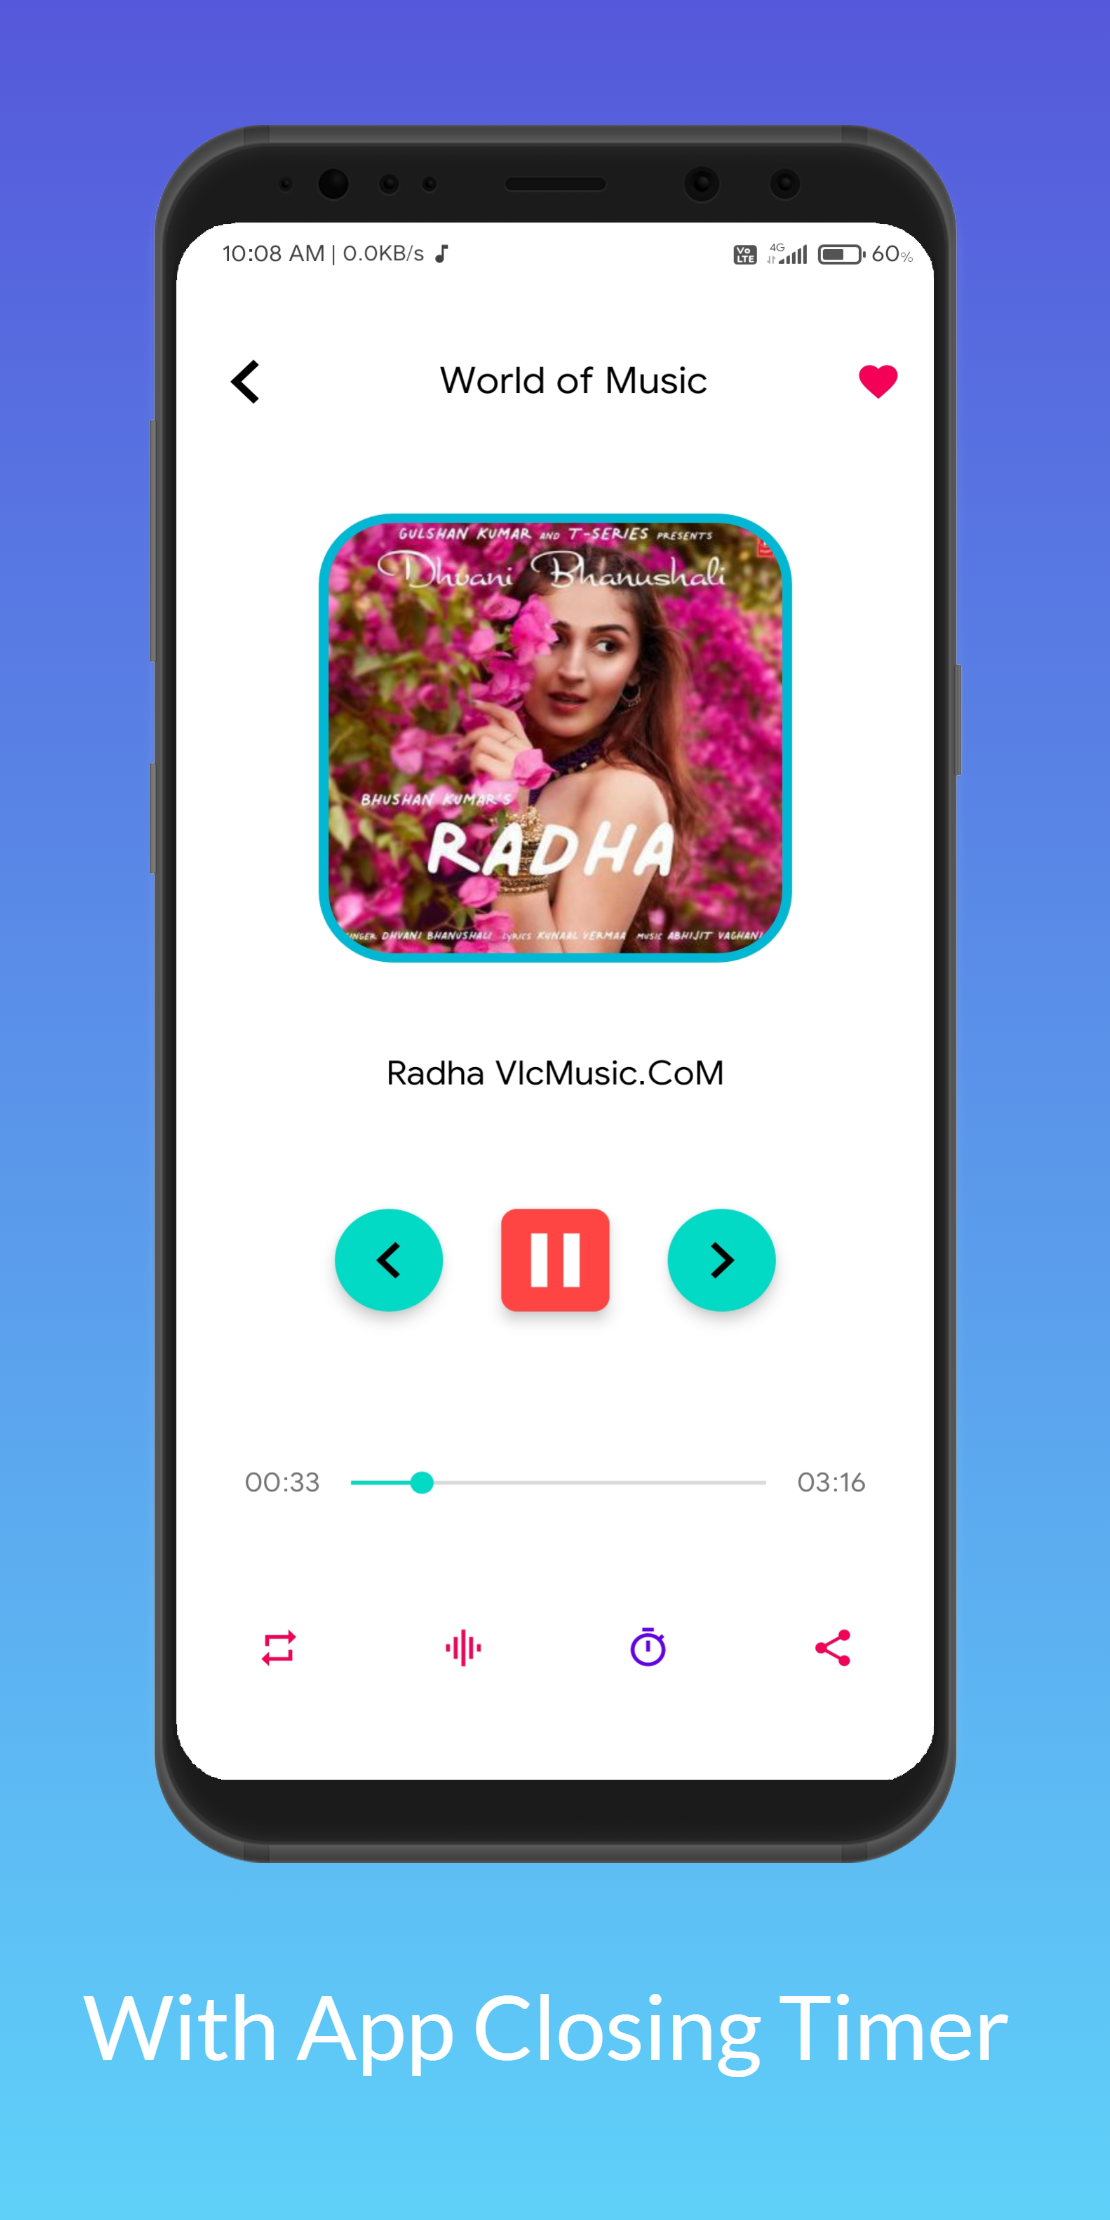 10:08 AM | 0.0KB/s
Vo LTE 4G 60%
World of Music
GULSHAN KUMAR AND T-SERIES PRESENTS
Dhvani Bhanushali
BHUSHAN KUMAR'S
RADHA
DHVANI BHANUSHALI LYRICS KUNAAL VERMAA MUSIC ABHIJIT VAGHANI
Radha VlcMusic.CoM
00:33
03:16
With App Closing Timer